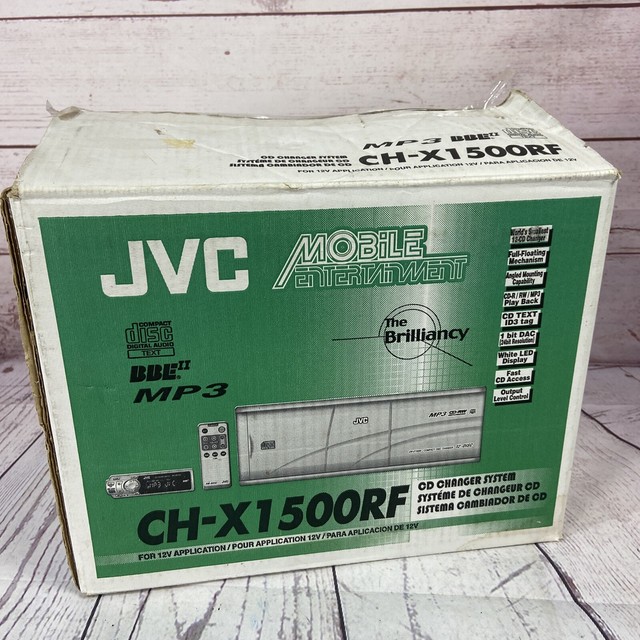 MP3 BBE II
CD CHANGER SYSTEM
SYSTÈME DE CHANGEUR CD
SISTEMA CAMBIADOR DE CD
CH-X1500RF
FOR 12V APPLICATION / POUR APPLICATION 12V / PARA APLICACION DE 12V
JVC
MOBiLE
ENTERTAINMENT
COMPACT
disc
DIGITAL AUDIO
TEXT
BBE II
MP3
The
Brilliancy
World's Smallest
12-CD Changer
Full-Floating
Mechanism
Angled Mounting
Capability
CD-R / RW / MP3
Play Back
CD TEXT
ID3 tag
1 bit DAC
White LED
Display
Fast
CD Access
Output
Level Control
JVC
MP3
CH-X1500RF
CD CHANGER SYSTEM
SYSTÉME DE CHANGEUR CD
SISTEMA CAMBIADOR DE CD
FOR 12V APPLICATION / POUR APPLICATION 12V / PARA APLICACION DE 12V